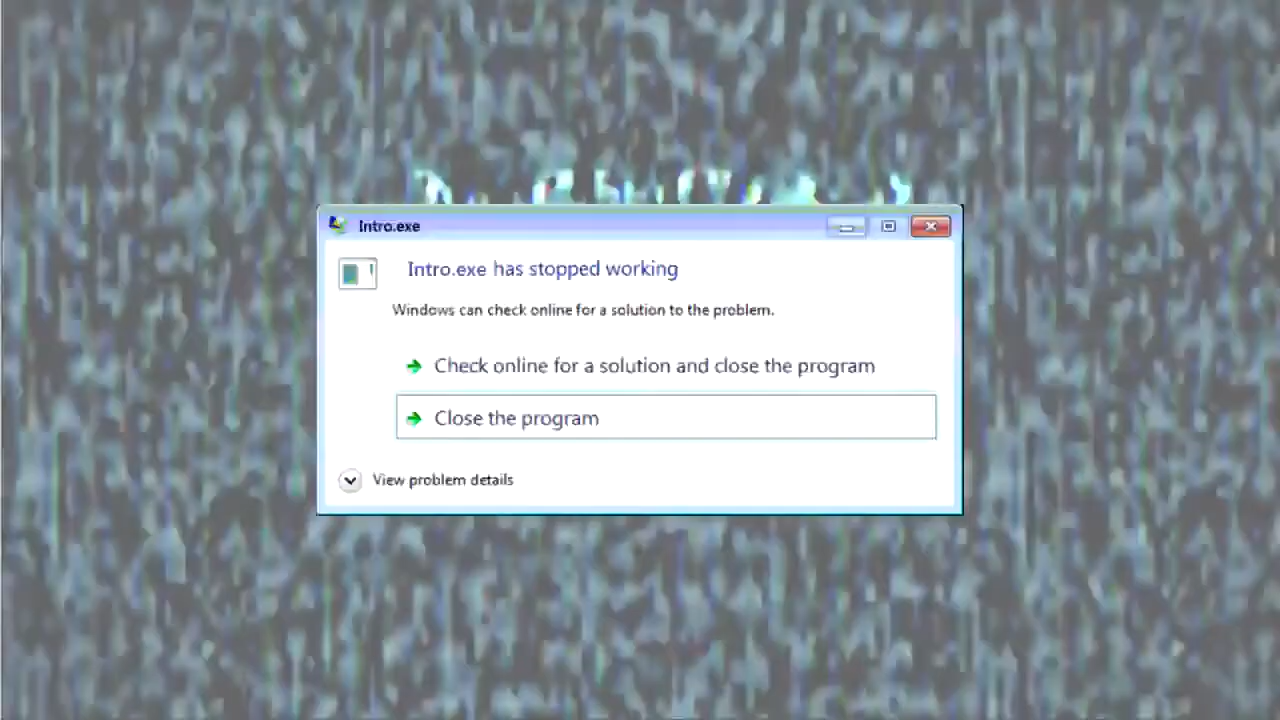 Intro.exe
Intro.exe has stopped working
Windows can check online for a solution to the problem.
Check online for a solution and close the program
Close the program
View problem details